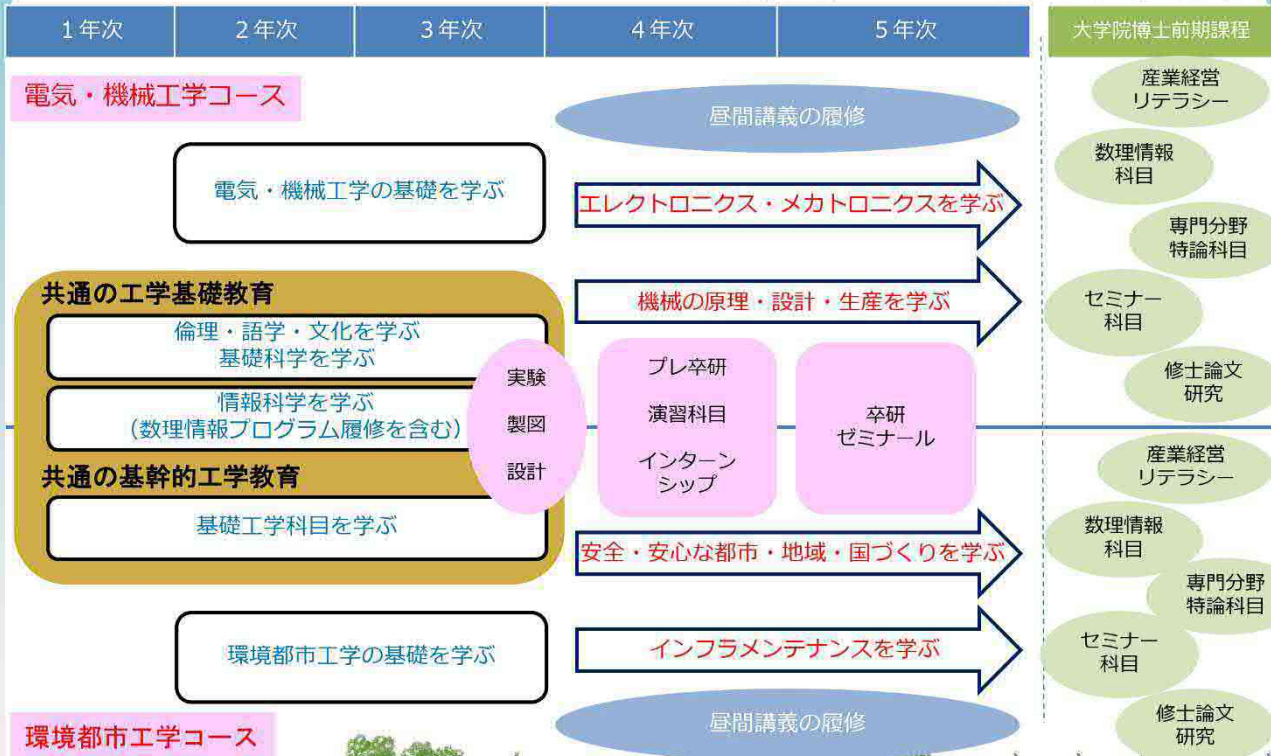 1年次
2年次
3年次
4年次
5年次
大学院博士前期課程
電気・機械工学コース
昼間講義の履修
電気・機械工学の基礎を学ぶ
エレクトロニクス・メカトロニクスを学ぶ
機械の原理・設計・生産を学ぶ
共通の工学基礎教育
倫理・語学・文化を学ぶ
基礎科学を学ぶ
情報科学を学ぶ
（数理情報プログラム履修を含む）
共通の基幹的工学教育
基礎工学科目を学ぶ
実験
製図
設計
プレ卒研
演習科目
インターン
シップ
卒研
ゼミナール
安全・安心な都市・地域・国づくりを学ぶ
環境都市工学の基礎を学ぶ
インフラメンテナンスを学ぶ
環境都市工学コース
昼間講義の履修
産業経営
リテラシー
数理情報
科目
専門分野
特論科目
セミナー
科目
修士論文
研究
産業経営
リテラシー
数理情報
科目
専門分野
特論科目
セミナー
科目
修士論文
研究